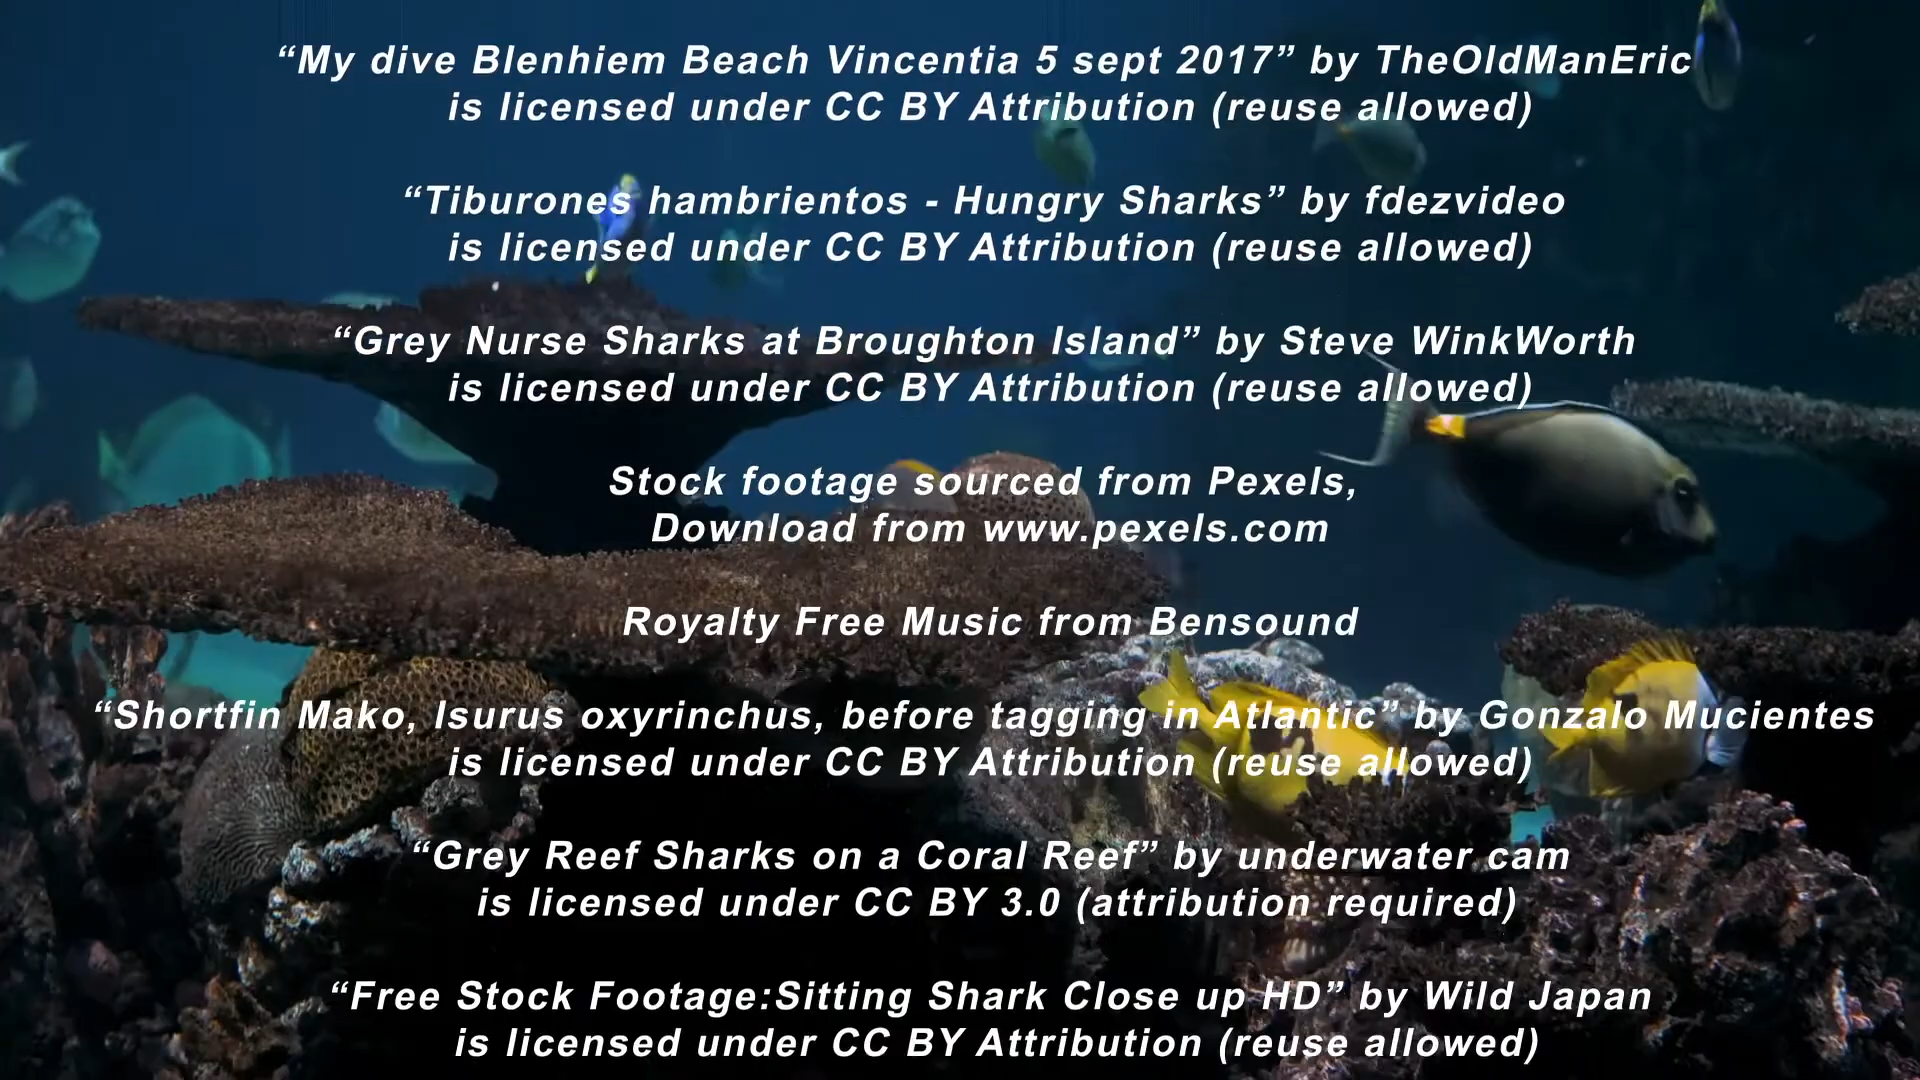 “My dive Blenhiem Beach Vincentia 5 sept 2017” by TheOldManEric
is licensed under CC BY Attribution (reuse allowed)
“Tiburones hambrientos - Hungry Sharks” by fdezvideo
is licensed under CC BY Attribution (reuse allowed)
“Grey Nurse Sharks at Broughton Island” by Steve WinkWorth
is licensed under CC BY Attribution (reuse allowed)
Stock footage sourced from Pexels,
Download from www.pexels.com
Royalty Free Music from Bensound
“Shortfin Mako, Isurus oxyrinchus, before tagging in Atlantic” by Gonzalo Mucientes
is licensed under CC BY Attribution (reuse allowed)
“Grey Reef Sharks on a Coral Reef” by underwater cam
is licensed under CC BY 3.0 (attribution required)
“Free Stock Footage:Sitting Shark Close up HD” by Wild Japan
is licensed under CC BY Attribution (reuse allowed)